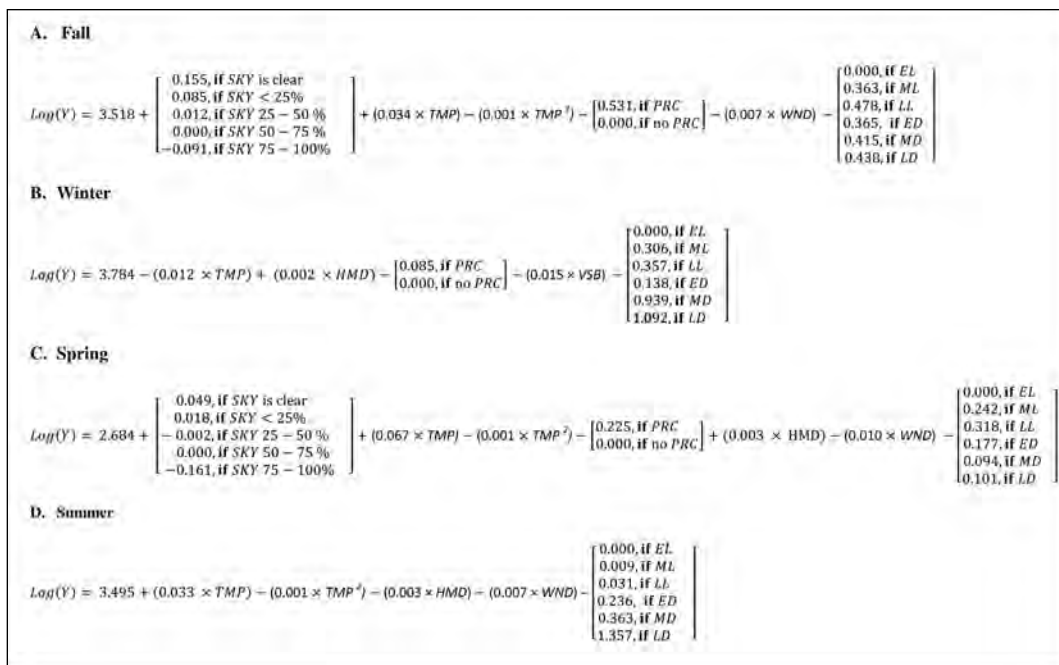 A. Fall
Log(Y) = 3.518 + [0.155, if SKY is clear
0.085, if SKY < 25%
0.012, if SKY 25 – 50 %
0.000, if SKY 50 – 75 %
−0.091, if SKY 75 – 100%] + (0.034 × TMP) – (0.001 × TMP ²) – [0.531, if PRC
0.000, if no PRC] – (0.007 × WND) – [0.000, if EL
0.363, if ML
0.478, if LL
0.365, if ED
0.415, if MD
0.438, if LD]
B. Winter
Log(Y) = 3.784 – (0.012 × TMP) + (0.002 × HMD) – [0.085, if PRC
0.000, if no PRC] – (0.015 × VSB) – [0.000, if EL
0.306, if ML
0.357, if LL
0.138, if ED
0.939, if MD
1.092, if LD]
C. Spring
Log(Y) = 2.684 + [0.049, if SKY is clear
0.018, if SKY < 25%
− 0.002, if SKY 25 – 50 %
0.000, if SKY 50 – 75 %
−0.161, if SKY 75 – 100%] + (0.067 × TMP) – (0.001 × TMP ²) – [0.225, if PRC
0.000, if no PRC] + (0.003 × HMD) – (0.010 × WND) – [0.000, if EL
0.242, if ML
0.318, if LL
0.177, if ED
0.094, if MD
0.101, if LD]
D. Summer
Log(Y) = 3.495 + (0.033 × TMP) – (0.001 × TMP ²) – (0.003 × HMD) – (0.007 × WND) – [0.000, if EL
0.009, if ML
0.031, if LL
0.236, if ED
0.363, if MD
1.357, if LD]